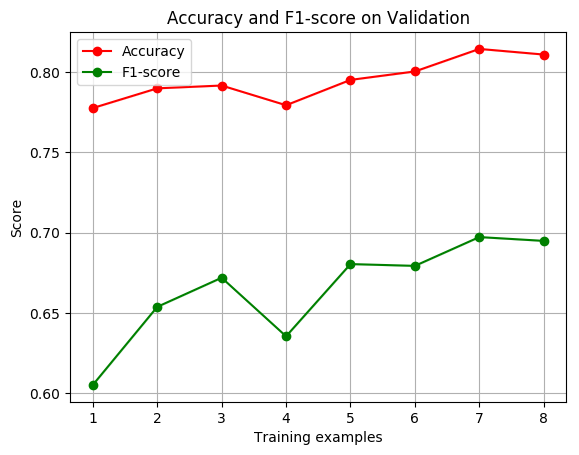 Accuracy and F1-score on Validation
Accuracy
F1-score
0.80
0.75
0.70
0.65
0.60
Score
1 2 3 4 5 6 7 8
Training examples